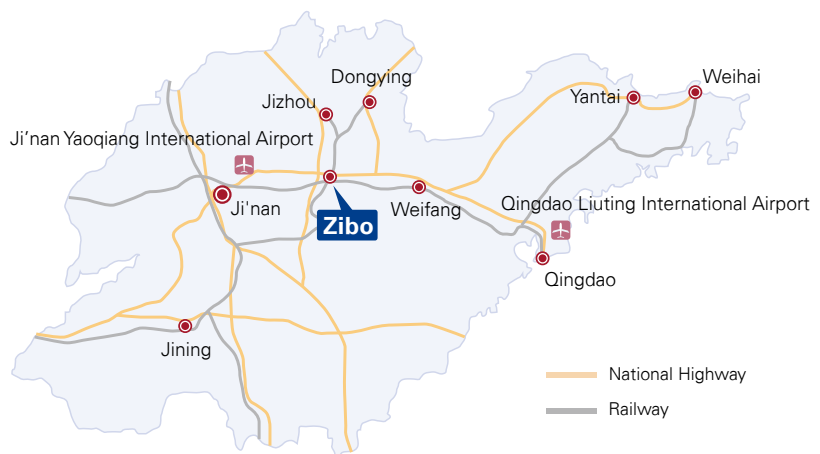 Weihai
Dongying
Yantai
Jizhou
Ji'nan Yaoqiang International Airport
Qingdao Liuting International Airport
Ji'nan
Weifang
Zibo
Qingdao
Jining
National Highway
Railway